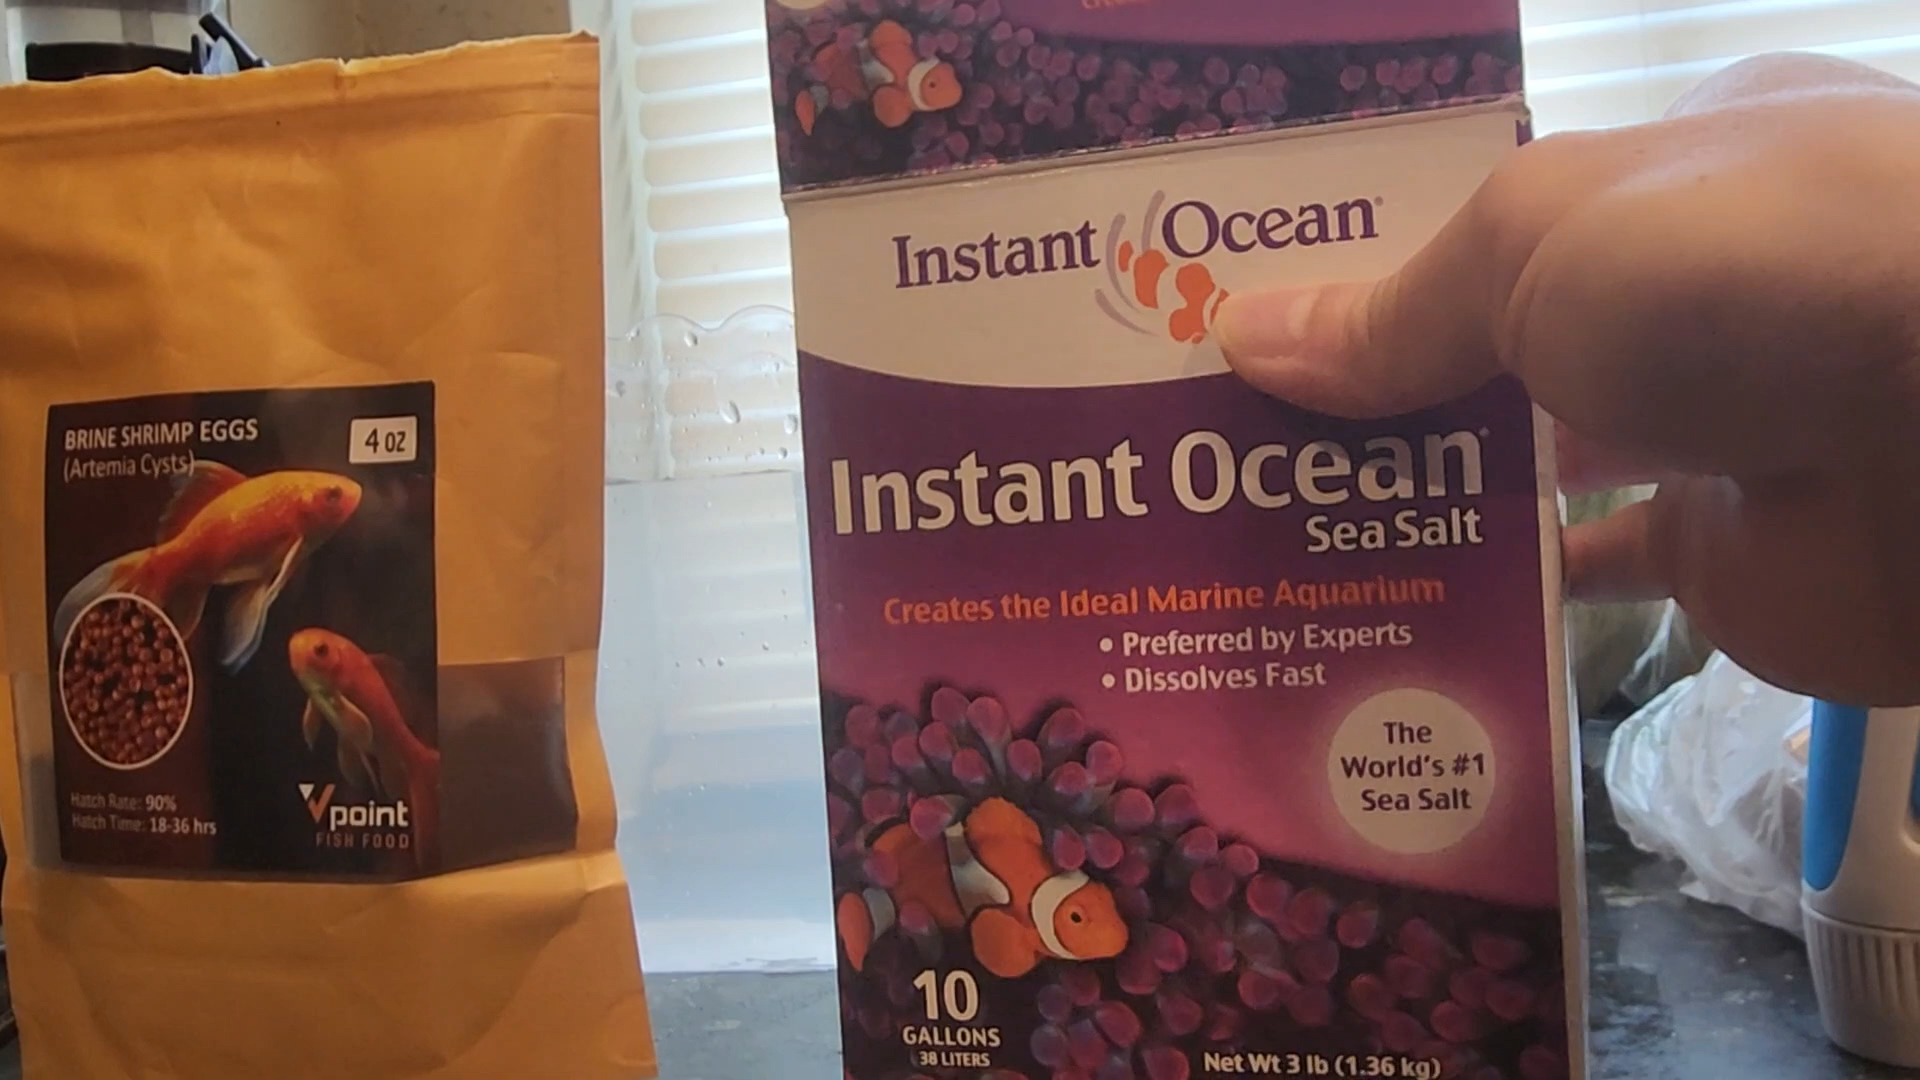 BRINE SHRIMP EGGS
(Artemia Cysts)
4 OZ
Hatch Rate: 90%
Hatch Time: 18-36 hrs
Vpoint
FISH FOOD
Instant Ocean
Instant Ocean
Sea Salt
Creates the Ideal Marine Aquarium
• Preferred by Experts
• Dissolves Fast
The
World's #1
Sea Salt
10
GALLONS
38 LITERS
Net Wt 3 lb (1.36 kg)